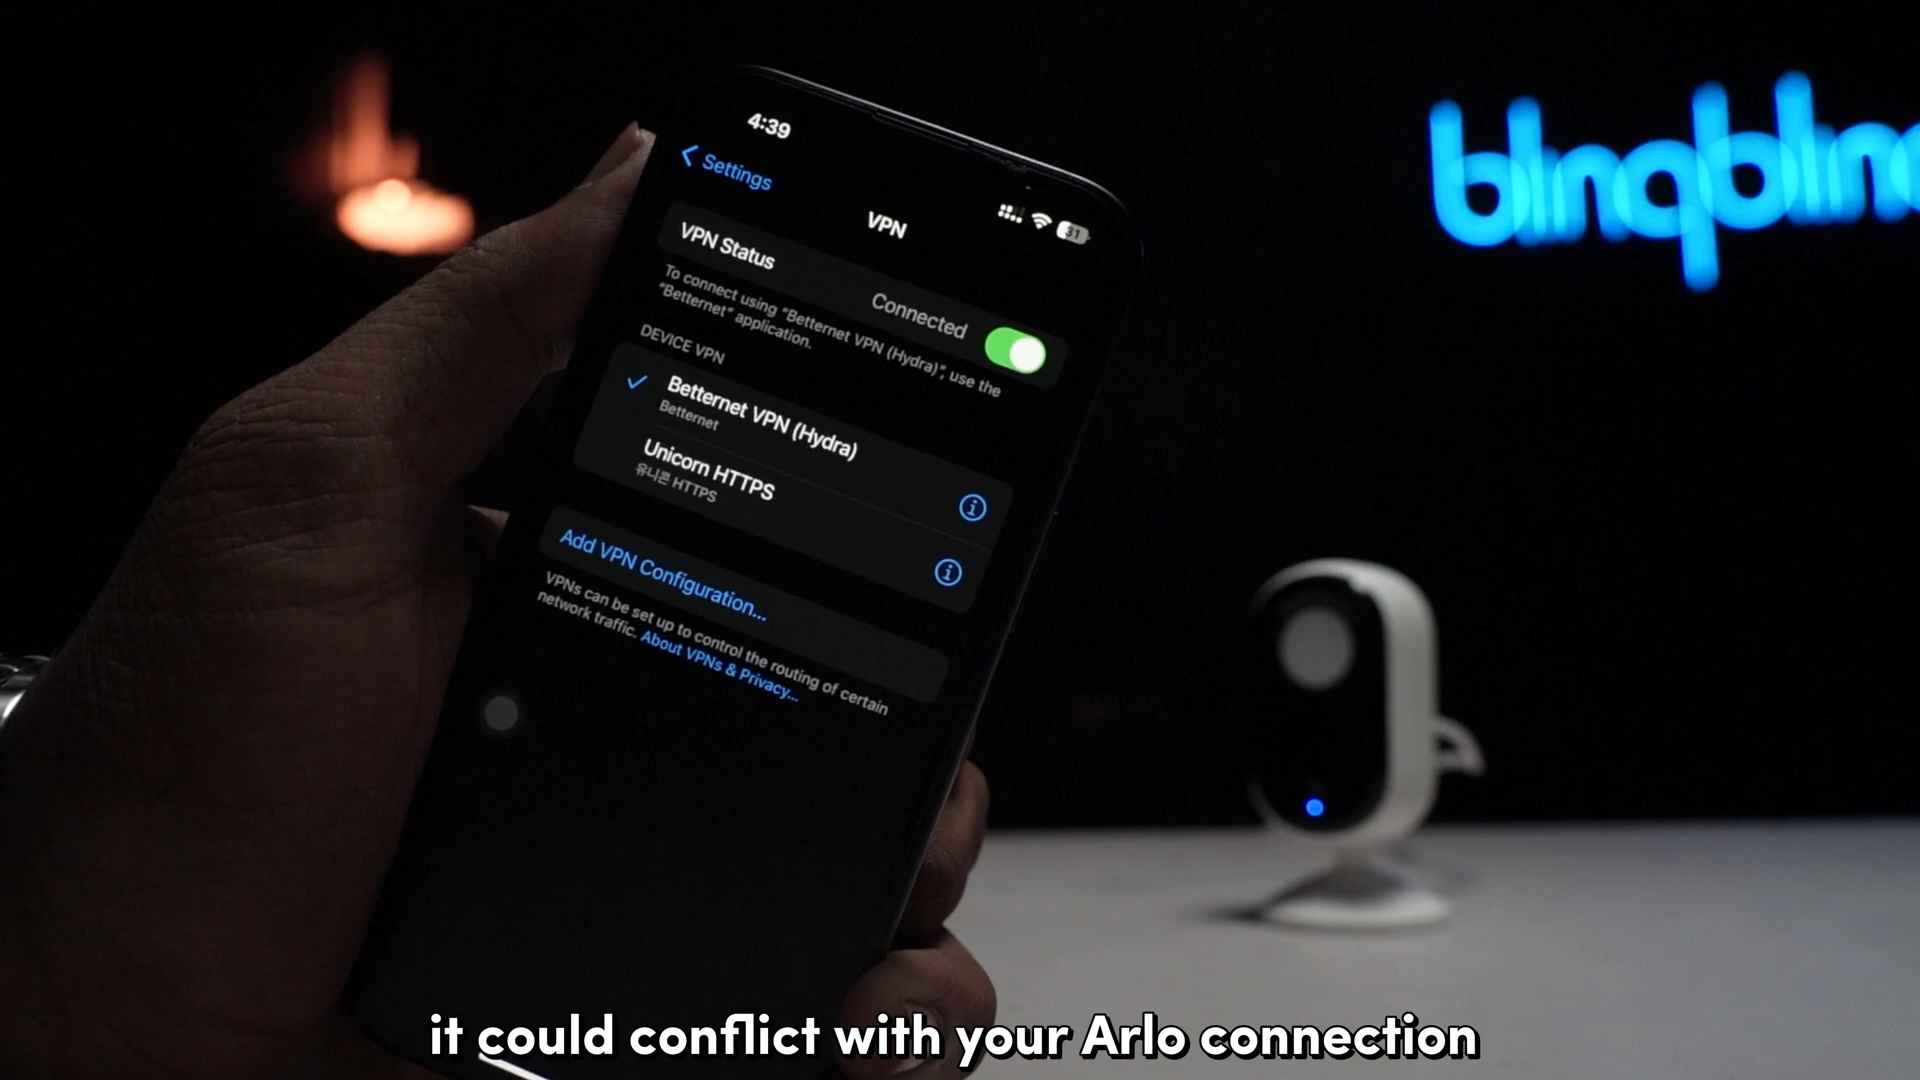 4:39
31
Settings
VPN
VPN Status
Connected
To connect using "Betternet VPN (Hydra)", use the
"Betternet" application.
DEVICE VPN
Betternet VPN (Hydra)
Betternet
Unicorn HTTPS
유니콘 HTTPS
Add VPN Configuration...
VPNs can be set up to control the routing of certain
network traffic. About VPNs & Privacy...
it could conflict with your Arlo connection